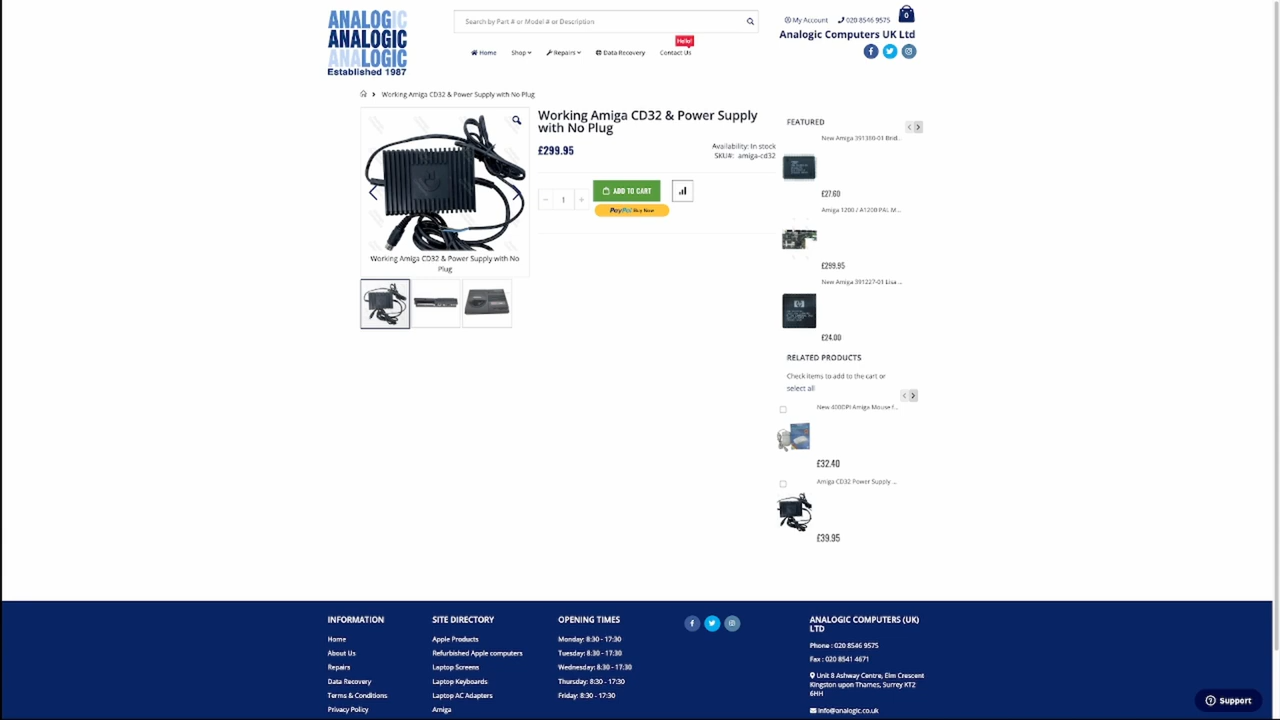 ANALOGIC
ANALOGIC
ANALOGIC
Established 1987
Search by Part # or Model # or Description
My Account
020 8546 9575
0
Analogic Computers UK Ltd
Hello!
Home
Shop
Repairs
Data Recovery
Contact Us
Working Amiga CD32 & Power Supply with No Plug
Working Amiga CD32 & Power Supply
with No Plug
£299.95
Availability: In stock
SKU#: amiga-cd32
1
ADD TO CART
PayPal Buy Now
Working Amiga CD32 & Power Supply with No
Plug
FEATURED
New Amiga 391380-01 Brid...
£27.60
Amiga 1200 / A1200 PAL M...
£299.95
New Amiga 391227-01 Lisa ...
£24.00
RELATED PRODUCTS
Check items to add to the cart or
select all
New 400DPI Amiga Mouse f...
£32.40
Amiga CD32 Power Supply ...
£39.95
INFORMATION
Home
About Us
Repairs
Data Recovery
Terms & Conditions
Privacy Policy
SITE DIRECTORY
Apple Products
Refurbished Apple computers
Laptop Screens
Laptop Keyboards
Laptop AC Adapters
Amiga
OPENING TIMES
Monday: 8:30 - 17:30
Tuesday: 8:30 - 17:30
Wednesday: 8:30 - 17:30
Thursday: 8:30 - 17:30
Friday: 8:30 - 17:30
ANALOGIC COMPUTERS (UK)
LTD
Phone : 020 8546 9575
Fax : 020 8541 4671
Unit 8 Ashway Centre, Elm Crescent
Kingston upon Thames, Surrey KT2
6HH
info@analogic.co.uk
Support